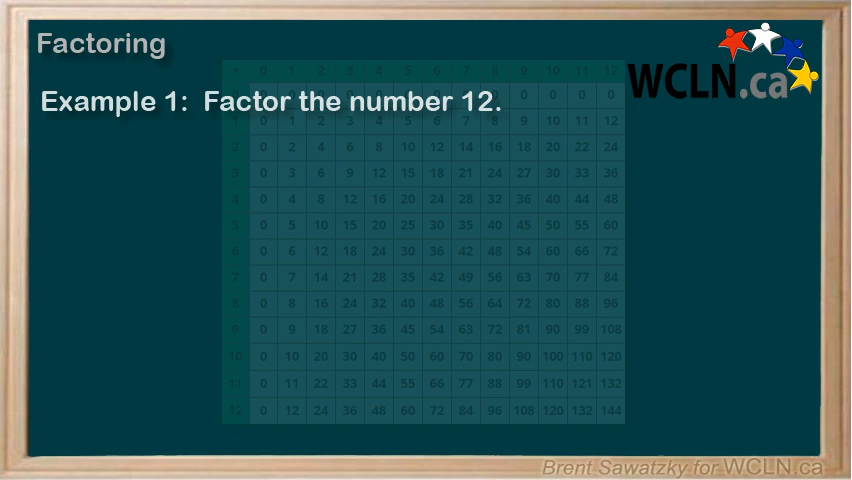 Factoring
WCLN.ca
Example 1: Factor the number 12.
× 0 1 2 3 4 5 6 7 8 9 10 11 12
0 0 0 0
1 0 1 2 3 4 5 6 7 8 9 10 11 12
2 0 2 4 6 8 10 12 14 16 18 20 22 24
3 0 3 6 9 12 15 18 21 24 27 30 33 36
4 0 4 8 12 16 20 24 28 32 36 40 44 48
5 0 5 10 15 20 25 30 35 40 45 50 55 60
6 0 6 12 18 24 30 36 42 48 54 60 66 72
7 0 7 14 21 28 35 42 49 56 63 70 77 84
8 0 8 16 24 32 40 48 56 64 72 80 88 96
9 0 9 18 27 36 45 54 63 72 81 90 99 108
10 0 10 20 30 40 50 60 70 80 90 100 110 120
11 0 11 22 33 44 55 66 77 88 99 110 121 132
12 0 12 24 36 48 60 72 84 96 108 120 132 144
Brent Sawatzky for WCLN.ca